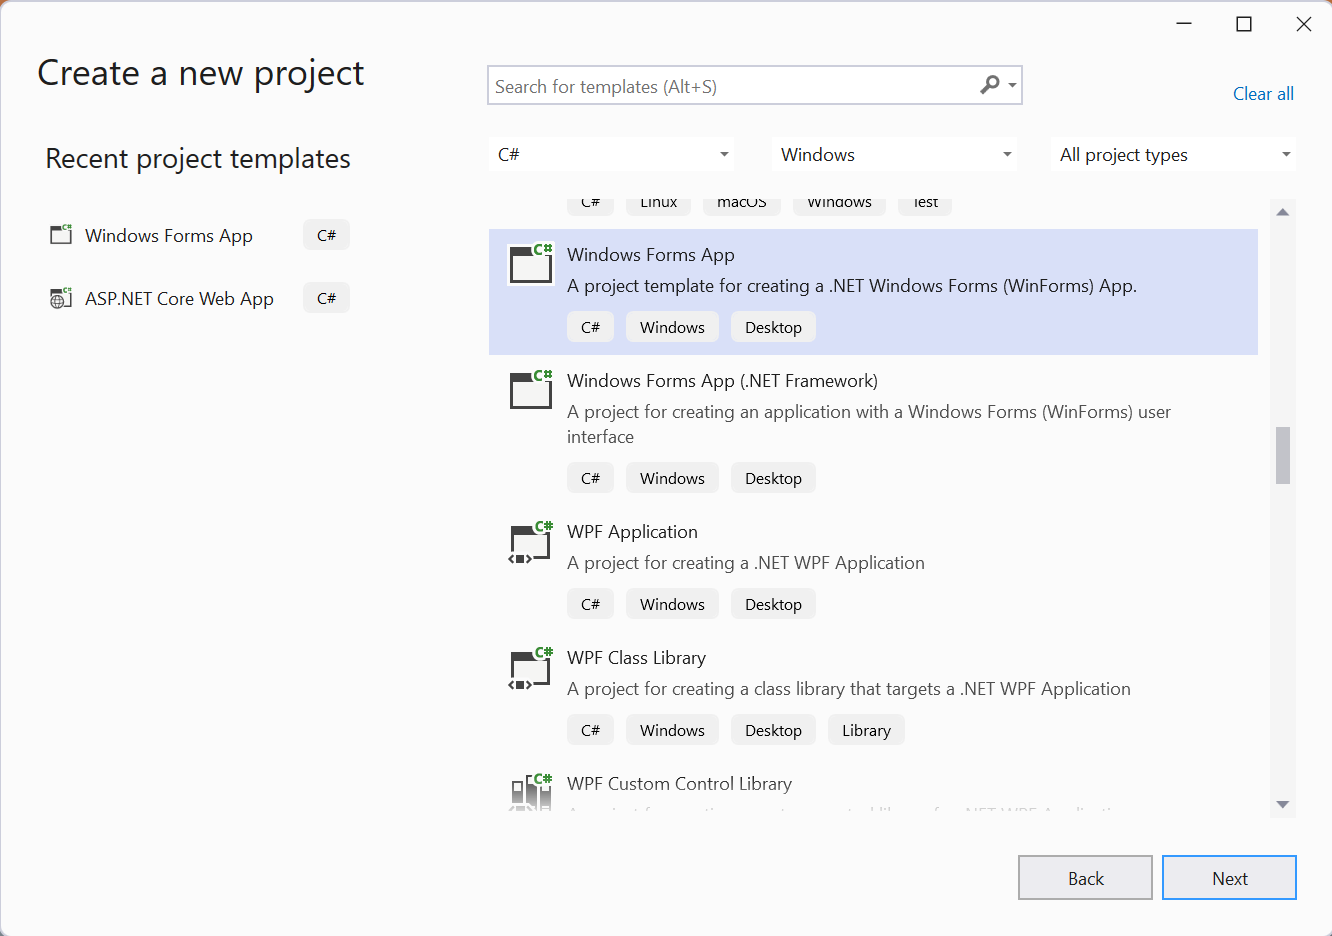 Create a new project
Search for templates (Alt+S)
Clear all
Recent project templates
C#
Windows
All project types
Windows Forms App
C#
ASP.NET Core Web App
C#
C#
Linux
macOS
Windows
Test
C#
Windows Forms App
A project template for creating a .NET Windows Forms (WinForms) App.
C#
Windows
Desktop
C#
Windows Forms App (.NET Framework)
A project for creating an application with a Windows Forms (WinForms) user
interface
C#
Windows
Desktop
C#
WPF Application
A project for creating a .NET WPF Application
C#
Windows
Desktop
C#
WPF Class Library
A project for creating a class library that targets a .NET WPF Application
C#
Windows
Desktop
Library
C#
WPF Custom Control Library
Back
Next